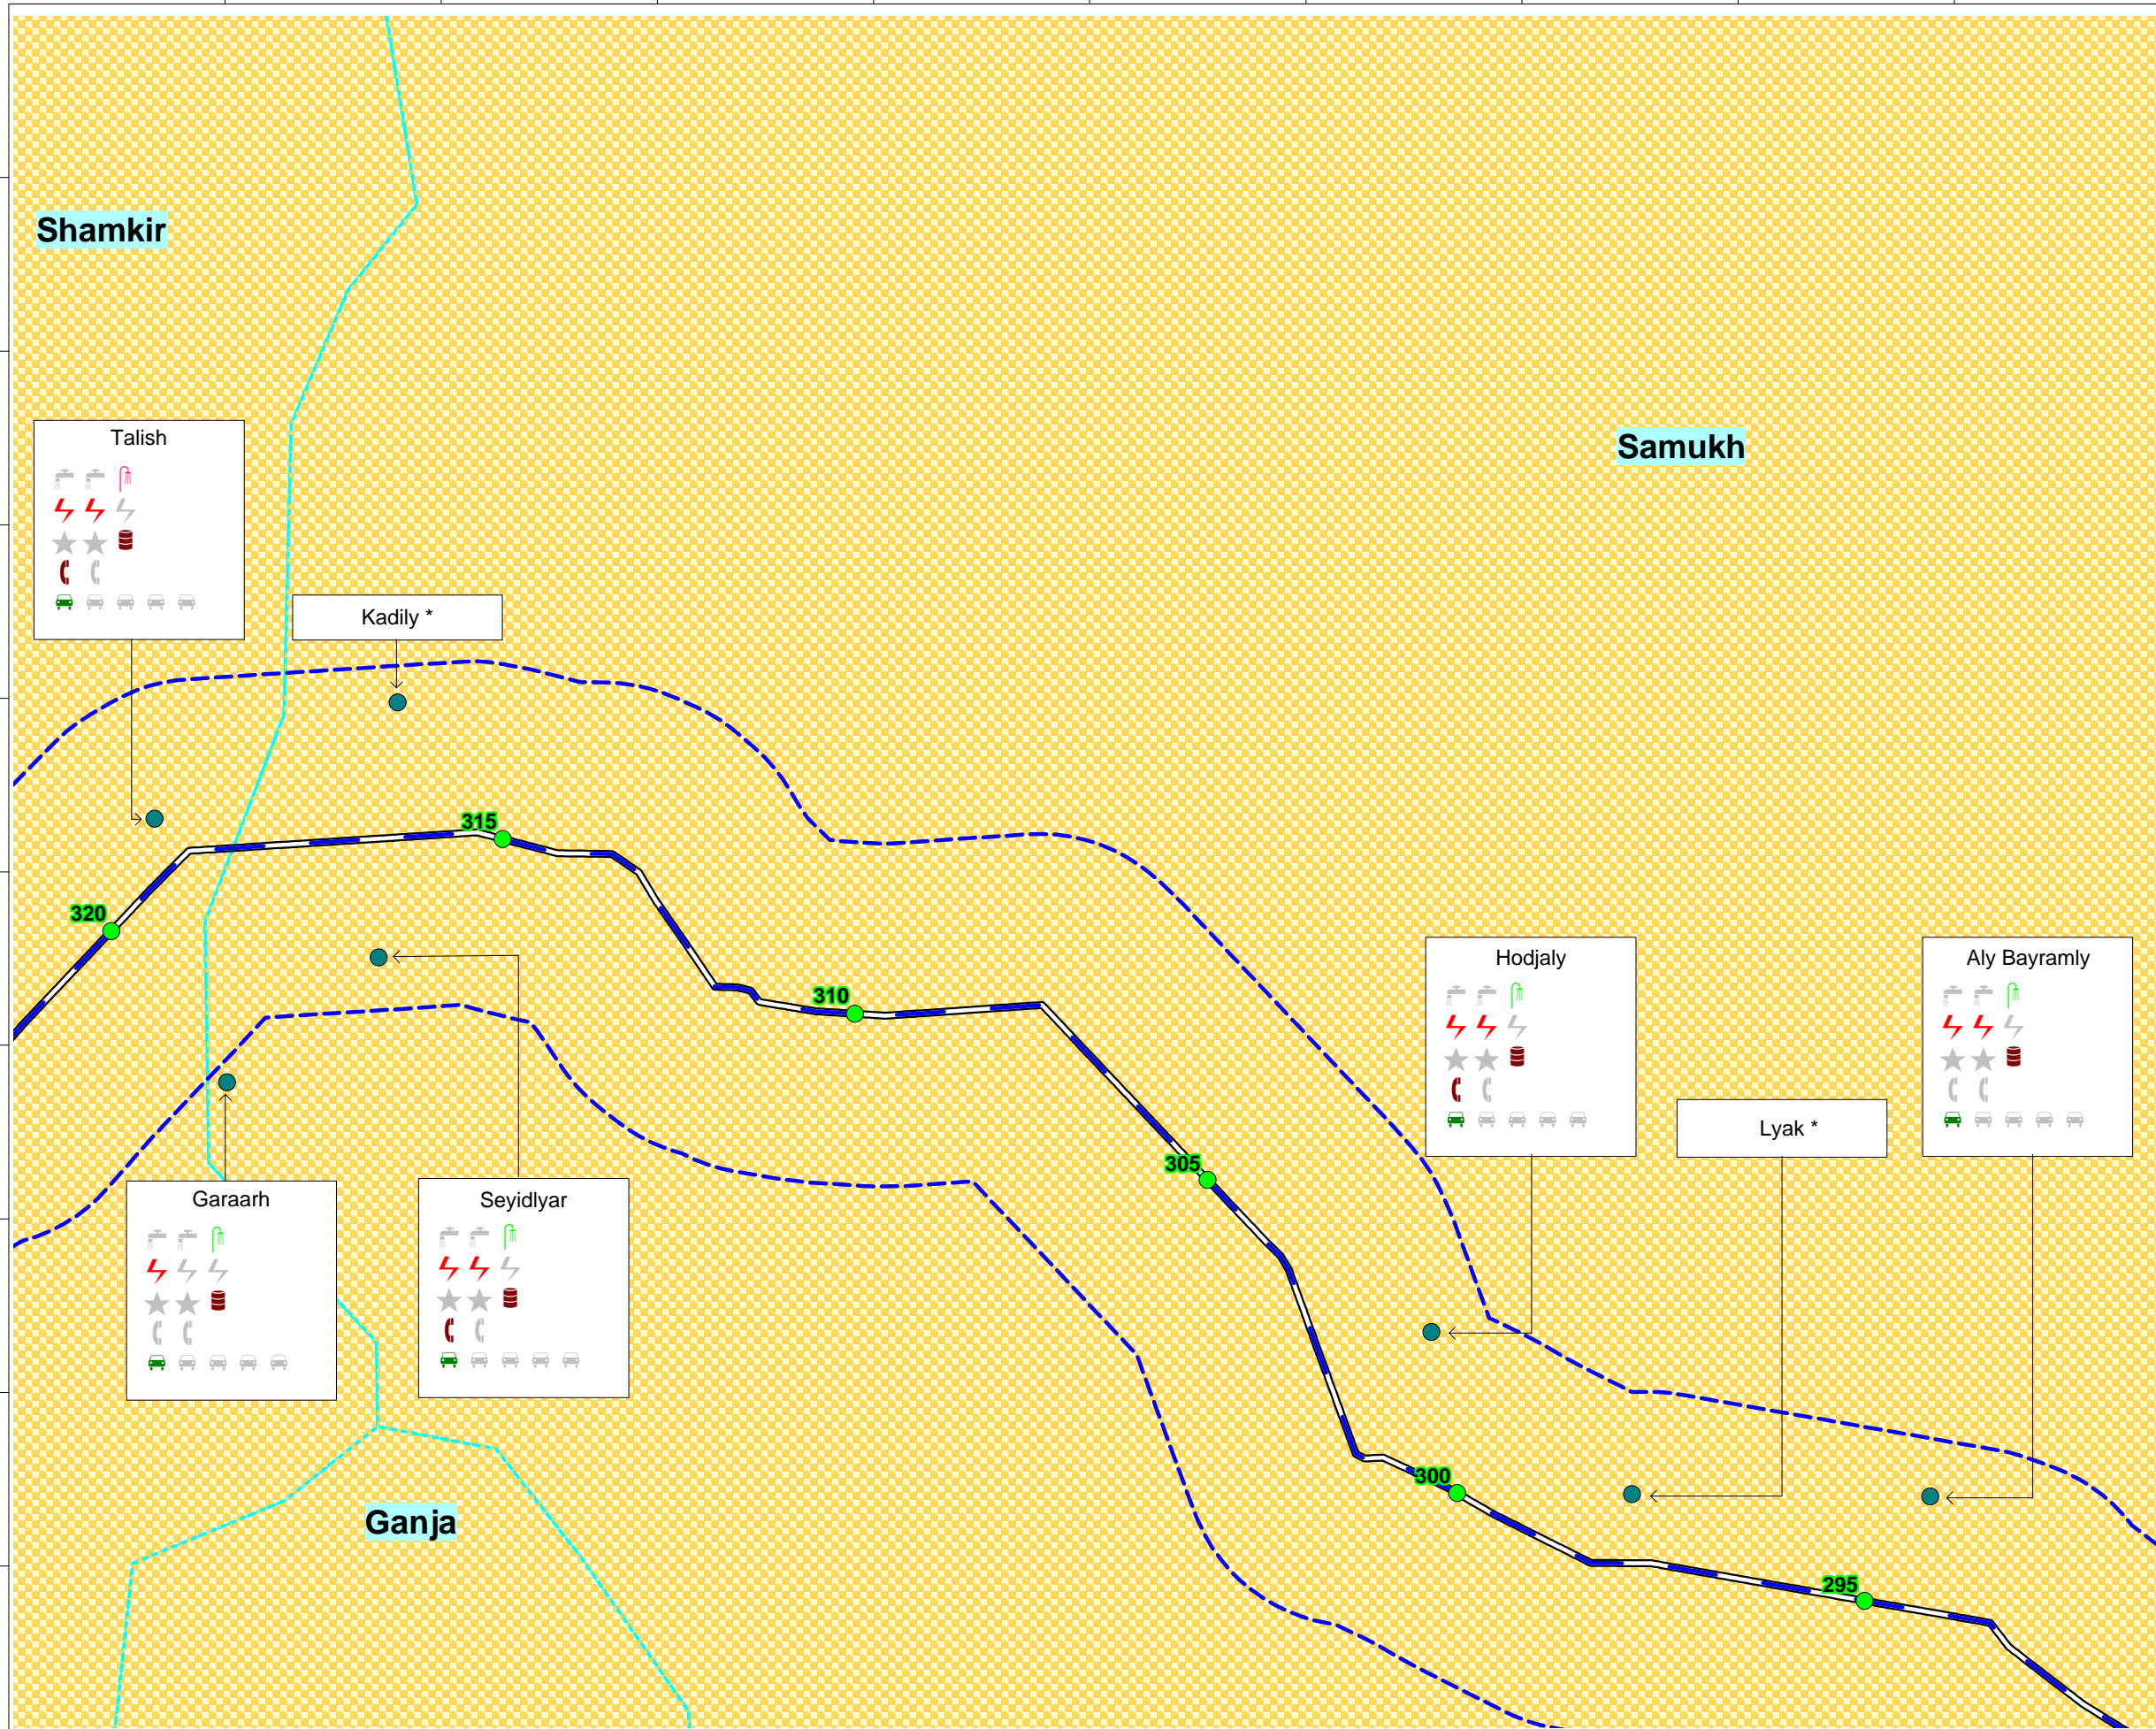 Shamkir
Samukh
Talish
Kadily *
315
320
310
Hodjaly
Aly Bayramly
Lyak *
305
Garaarh
Seyidlyar
300
Ganja
295